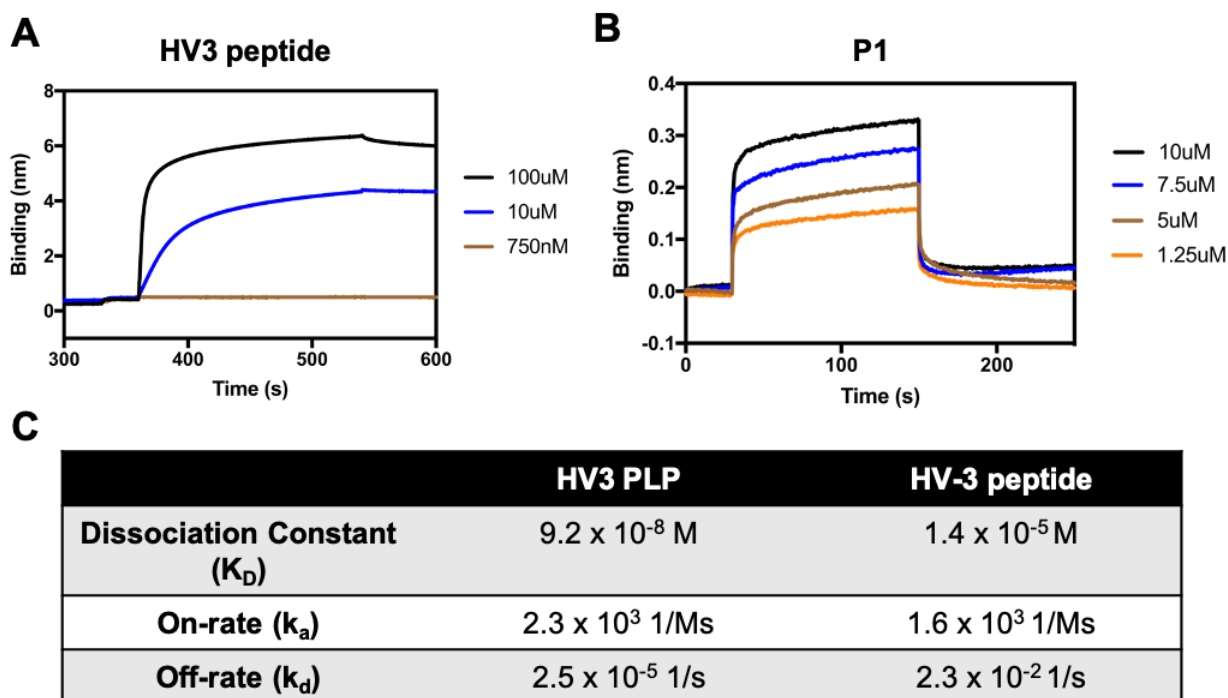 A
HV3 peptide
8
6
4
2
0
Binding (nm)
300
400
500
600
Time (s)
100uM
10uM
750nM
B
P1
0.4
0.3
0.2
0.1
0.0
-0.1
Binding (nm)
0
100
200
Time (s)
10uM
7.5uM
5uM
1.25uM
C
HV3 PLP HV-3 peptide
Dissociation Constant (KD) 9.2 x 10-8 M 1.4 x 10-5 M
On-rate (ka) 2.3 x 103 1/Ms 1.6 x 103 1/Ms
Off-rate (kd) 2.5 x 10-5 1/s 2.3 x 10-2 1/s